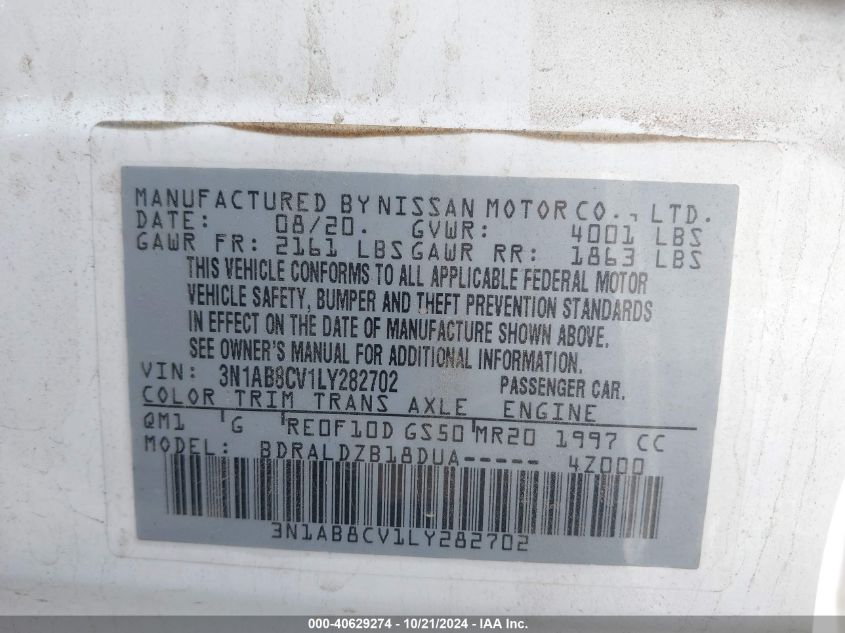 MANUFACTURED BY NISSAN MOTOR CO., LTD.
DATE: 08/20. GVWR: 4001 LBS
GAWR FR: 2161 LBS GAWR RR: 1863 LBS
THIS VEHICLE CONFORMS TO ALL APPLICABLE FEDERAL MOTOR
VEHICLE SAFETY, BUMPER AND THEFT PREVENTION STANDARDS
IN EFFECT ON THE DATE OF MANUFACTURE SHOWN ABOVE.
SEE OWNER'S MANUAL FOR ADDITIONAL INFORMATION.
VIN: 3N1AB8CV1LY282702 PASSENGER CAR.
COLOR TRIM TRANS AXLE ENGINE
QM1 G RE0F10D GS50 MR20 1997 CC
MODEL: BDRALDZB18DUA----- 4Z000
3N1AB8CV1LY282702
000-40629274 - 10/21/2024 - IAA Inc.